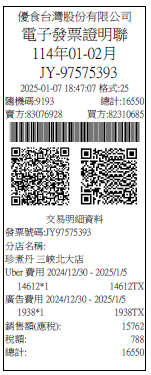 優食台灣股份有限公司
電子發票證明聯
114年01-02月
JY-97575393
2025-01-07 18:47:07 格式:25
隨機碼:9193 總計:16550
賣方:83076928 買方:82310685
交易明細資料
發票號碼:JY97575393
分店名稱:
珍煮丹 三峽北大店
Uber 費用 2024/12/30 - 2025/1/5
14612*1 14612TX
廣告費用 2024/12/30 - 2025/1/5
1938*1 1938TX
銷售額(應稅): 15762
稅額: 788
總計: 16550